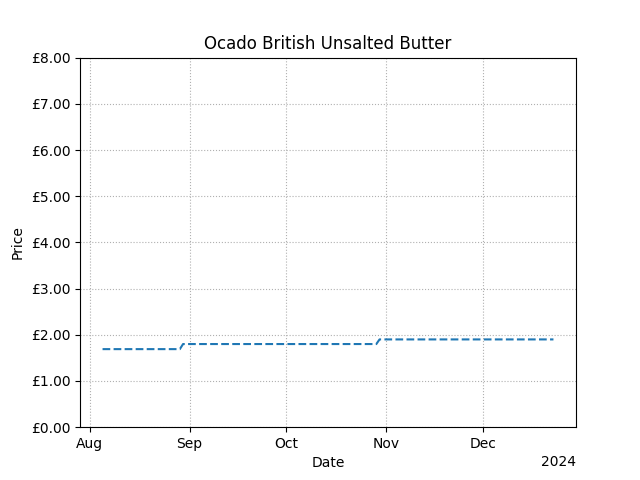 Ocado British Unsalted Butter
£8.00
£7.00
£6.00
£5.00
£4.00
£3.00
£2.00
£1.00
£0.00
Price
Aug Sep Oct Nov Dec
Date
2024